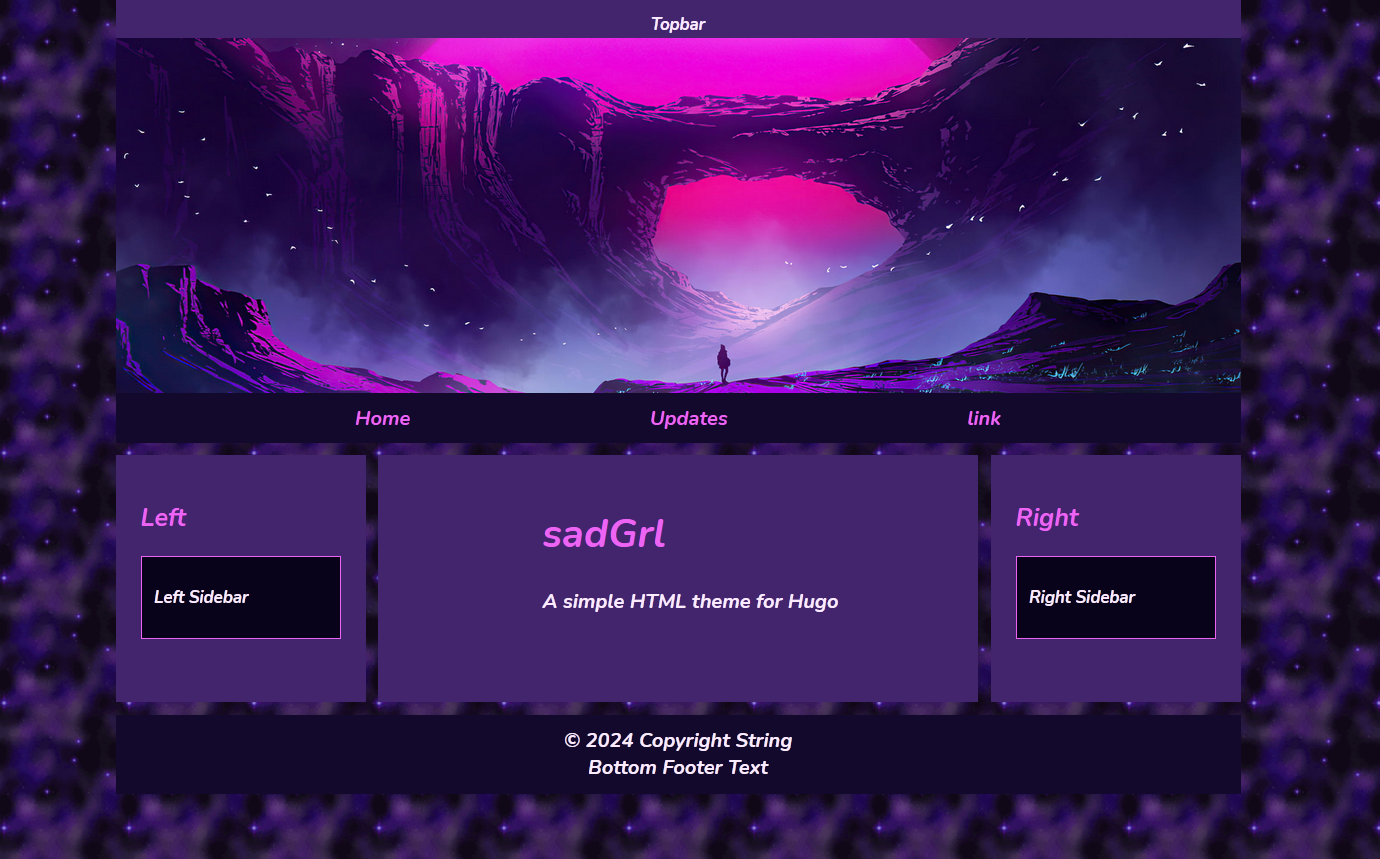 Topbar
Home Updates link
Left
Left Sidebar
sadGrl
A simple HTML theme for Hugo
Right
Right Sidebar
© 2024 Copyright String
Bottom Footer Text